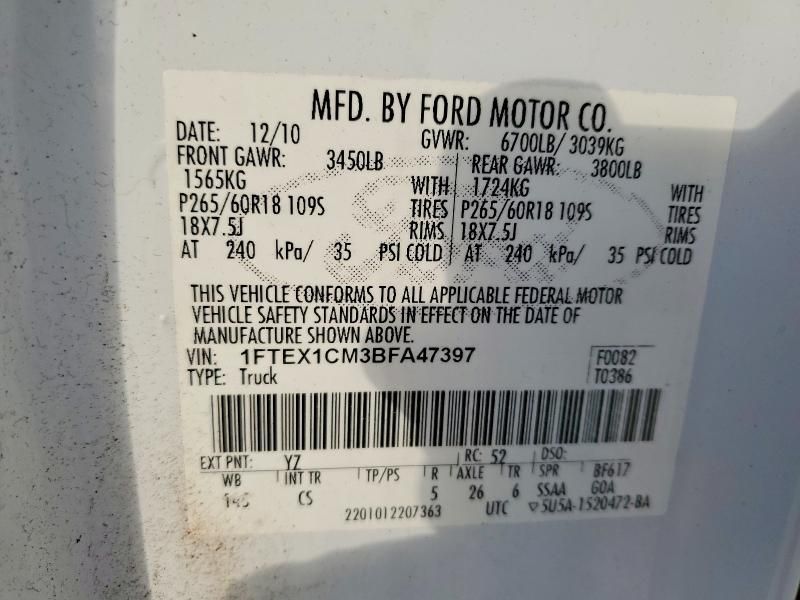 MFD. BY FORD MOTOR CO.
DATE: 12/10 GVWR: 6700LB/ 3039KG
FRONT GAWR: 3450LB REAR GAWR: 3800LB
1565KG WITH 1724KG WITH
P265/60R18 109S TIRES P265/60R18 109S TIRES
18X7.5J RIMS 18X7.5J RIMS
AT 240 kPa/ 35 PSI COLD AT 240 kPa/ 35 PSI COLD
THIS VEHICLE CONFORMS TO ALL APPLICABLE FEDERAL MOTOR
VEHICLE SAFETY STANDARDS IN EFFECT ON THE DATE OF
MANUFACTURE SHOWN ABOVE.
VIN: 1FTEX1CM3BFA47397 F0082
TYPE: Truck T0386
EXT PNT: YZ RC: 52 DSO:
WB INT TR TP/PS R AXLE TR SPR BF617
145 CS 5 26 6 SSAA GOA
2201012207363 UTC ▽5U5A-1520472-BA